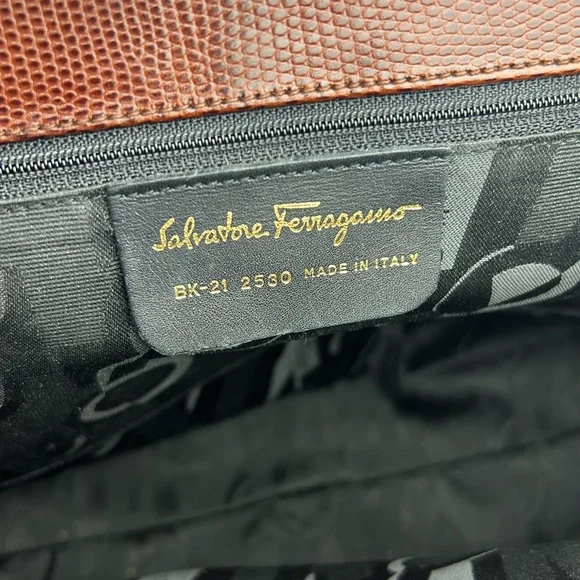 Salvatore Ferragamo
BK-21 2530 MADE IN ITALY